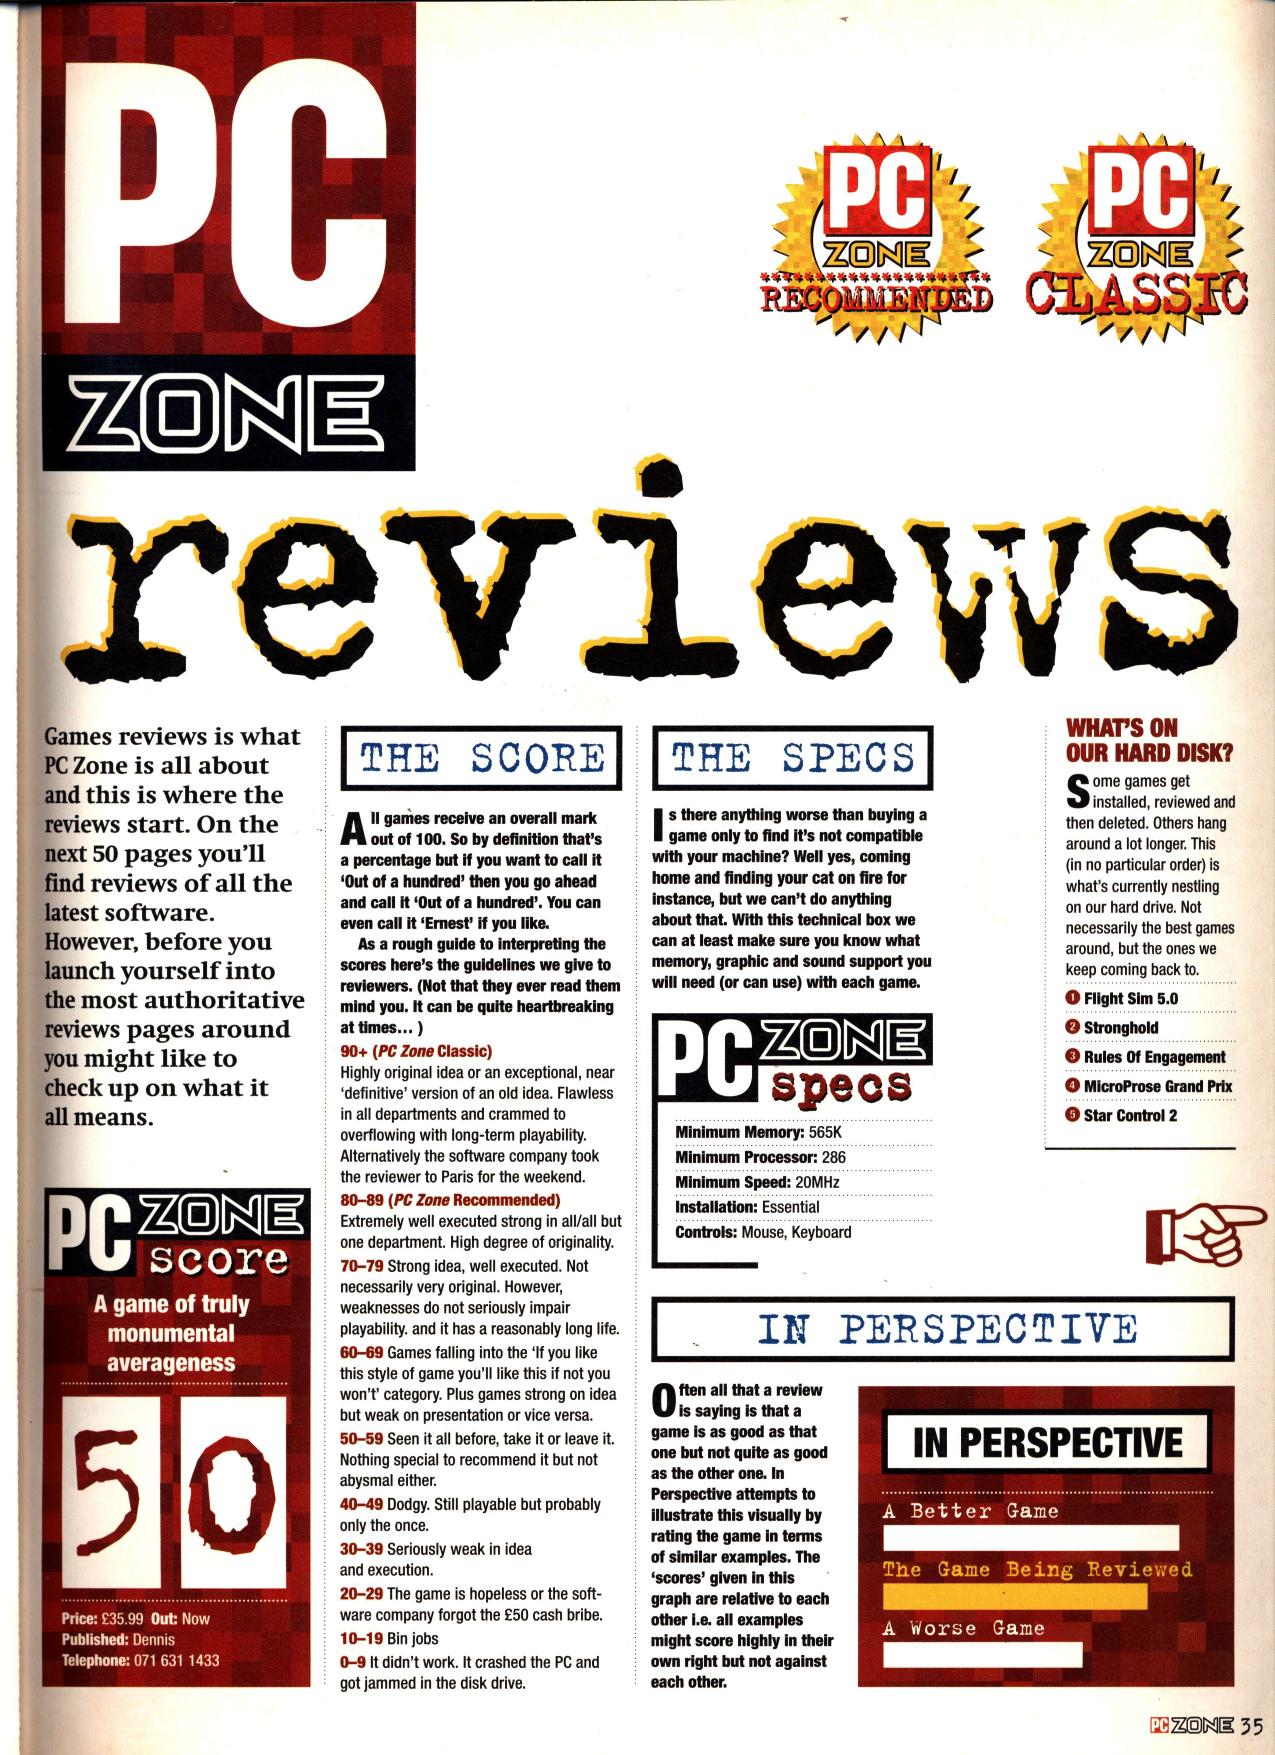 PC
ZONE
PC
ZONE
RECOMMENDED
PC
ZONE
CLASSIC
reviews
Games reviews is what
PC Zone is all about
and this is where the
reviews start. On the
next 50 pages you'll
find reviews of all the
latest software.
However, before you
launch yourself into
the most authoritative
reviews pages around
you might like to
check up on what it
all means.
PC ZONE
score
A game of truly
monumental
averageness
50
Price: £35.99 Out: Now
Published: Dennis
Telephone: 071 631 1433
THE SCORE
All games receive an overall mark
out of 100. So by definition that's
a percentage but if you want to call it
'Out of a hundred' then you go ahead
and call it 'Out of a hundred'. You can
even call it 'Ernest' if you like.
As a rough guide to interpreting the
scores here's the guidelines we give to
reviewers. (Not that they ever read them
mind you. It can be quite heartbreaking
at times... )
90+ (PC Zone Classic)
Highly original idea or an exceptional, near
'definitive' version of an old idea. Flawless
in all departments and crammed to
overflowing with long-term playability.
Alternatively the software company took
the reviewer to Paris for the weekend.
80–89 (PC Zone Recommended)
Extremely well executed strong in all/all but
one department. High degree of originality.
70–79 Strong idea, well executed. Not
necessarily very original. However,
weaknesses do not seriously impair
playability. and it has a reasonably long life.
60–69 Games falling into the 'If you like
this style of game you'll like this if not you
won't' category. Plus games strong on idea
but weak on presentation or vice versa.
50–59 Seen it all before, take it or leave it.
Nothing special to recommend it but not
abysmal either.
40–49 Dodgy. Still playable but probably
only the once.
30–39 Seriously weak in idea
and execution.
20–29 The game is hopeless or the soft-
ware company forgot the £50 cash bribe.
10–19 Bin jobs
0–9 It didn't work. It crashed the PC and
got jammed in the disk drive.
THE SPECS
Is there anything worse than buying a
game only to find it's not compatible
with your machine? Well yes, coming
home and finding your cat on fire for
instance, but we can't do anything
about that. With this technical box we
can at least make sure you know what
memory, graphic and sound support you
will need (or can use) with each game.
PC ZONE
specs
Minimum Memory: 565K
Minimum Processor: 286
Minimum Speed: 20MHz
Installation: Essential
Controls: Mouse, Keyboard
WHAT'S ON
OUR HARD DISK?
Some games get
installed, reviewed and
then deleted. Others hang
around a lot longer. This
(in no particular order) is
what's currently nestling
on our hard drive. Not
necessarily the best games
around, but the ones we
keep coming back to.
1 Flight Sim 5.0
2 Stronghold
3 Rules Of Engagement
4 MicroProse Grand Prix
5 Star Control 2
IN PERSPECTIVE
Often all that a review
is saying is that a
game is as good as that
one but not quite as good
as the other one. In
Perspective attempts to
illustrate this visually by
rating the game in terms
of similar examples. The
'scores' given in this
graph are relative to each
other i.e. all examples
might score highly in their
own right but not against
each other.
IN PERSPECTIVE
A Better Game
The Game Being Reviewed
A Worse Game
PC ZONE 35